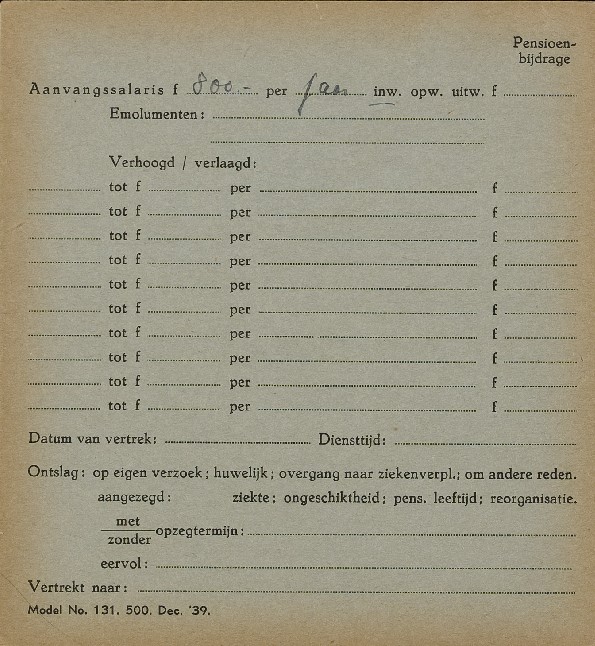 Pensioen-
bijdrage
Aanvangssalaris f 800.- per jaar inw. opw. uitw. f
Emolumenten:
Verhoogd / verlaagd:
tot f per f
tot f per f
tot f per f
tot f per f
tot f per f
tot f per f
tot f per f
tot f per f
tot f per f
tot f per f
Datum van vertrek: Diensttijd:
Ontslag: op eigen verzoek; huwelijk; overgang naar ziekenverpl.; om andere reden.
aangezegd: ziekte; ongeschiktheid; pens. leeftijd; reorganisatie.
met
zonder opzegtermijn:
eervol:
Vertrekt naar:
Model No. 131. 500. Dec. '39.